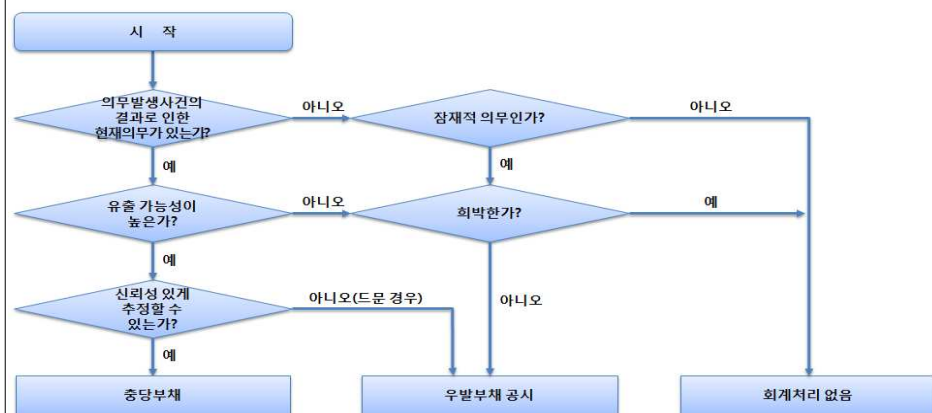 시 작
의무발생사건의
결과로 인한
현재의무가 있는가?
아니오
잠재적 의무인가?
아니오
예
예
유출 가능성이
높은가?
아니오
희박한가?
예
예
아니오
신뢰성 있게
추정할 수
있는가?
아니오(드문 경우)
예
충당부채
우발부채 공시
회계처리 없음